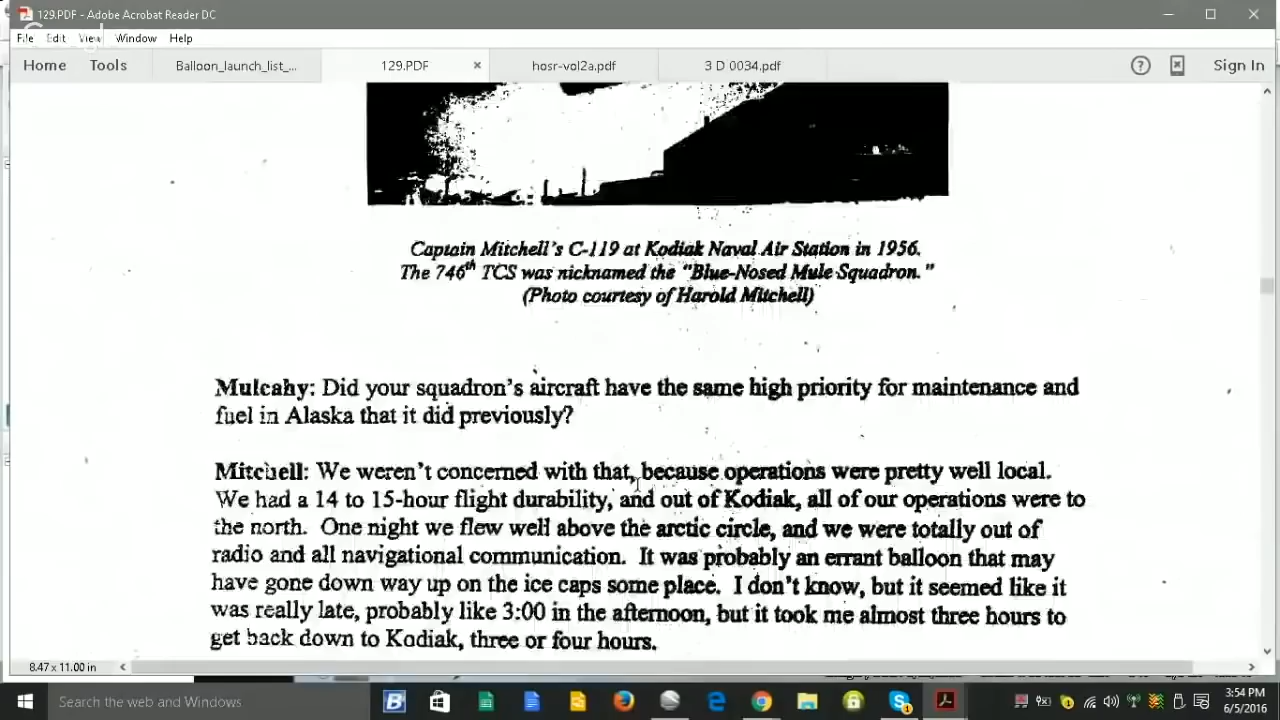 129.PDF - Adobe Acrobat Reader DC
Google
File Edit View Window Help
Home Tools Balloon_launch_list_... 129.PDF × hosr-vol2a.pdf 3 D 0034.pdf Sign In
Captain Mitchell's C-119 at Kodiak Naval Air Station in 1956.
The 746th TCS was nicknamed the "Blue-Nosed Mule Squadron."
(Photo courtesy of Harold Mitchell)
Mulcahy: Did your squadron's aircraft have the same high priority for maintenance and
fuel in Alaska that it did previously?
Mitchell: We weren't concerned with that, because operations were pretty well local.
We had a 14 to 15-hour flight durability, and out of Kodiak, all of our operations were to
the north. One night we flew well above the arctic circle, and we were totally out of
radio and all navigational communication. It was probably an errant balloon that may
have gone down way up on the ice caps some place. I don't know, but it seemed like it
was really late, probably like 3:00 in the afternoon, but it took me almost three hours to
get back down to Kodiak, three or four hours.
8.47 x 11.00 in
Search the web and Windows
3:54 PM
6/5/2016